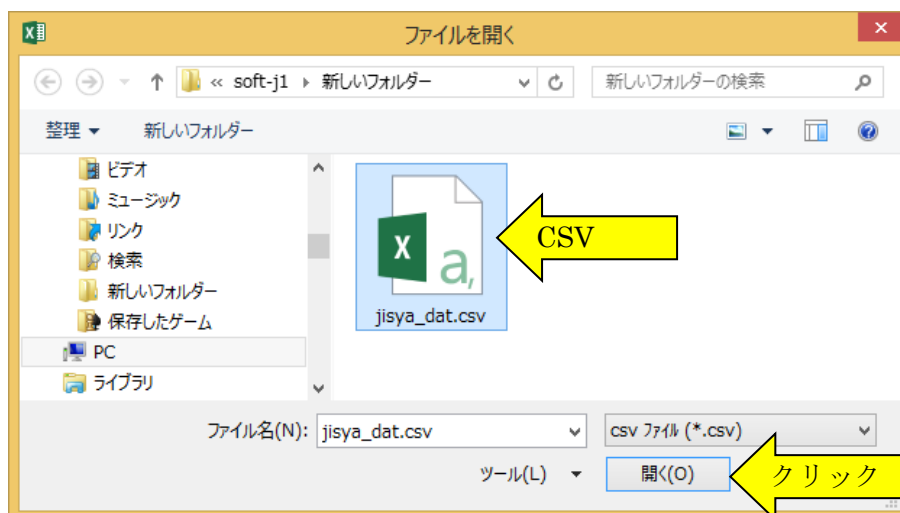 ファイルを開く
« soft-j1 新しいフォルダー
新しいフォルダーの検索
整理 新しいフォルダー
ビデオ
ミュージック
リンク
検索
新しいフォルダー
保存したゲーム
PC
ライブラリ
jisya_dat.csv
CSV
ファイル名(N): jisya_dat.csv
csv ﾌｧｲﾙ (*.csv)
ツール(L) 開く(O)
クリック